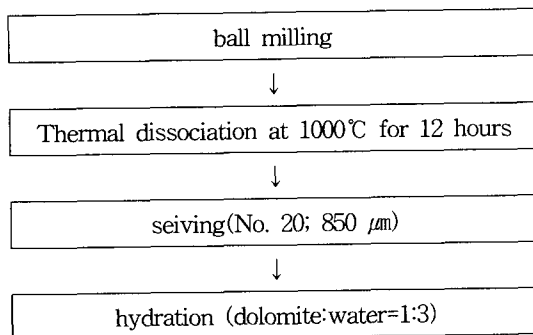 ball milling
↓
Thermal dissociation at 1000℃ for 12 hours
↓
seiving(No. 20; 850 ㎛)
↓
hydration (dolomite:water=1:3)